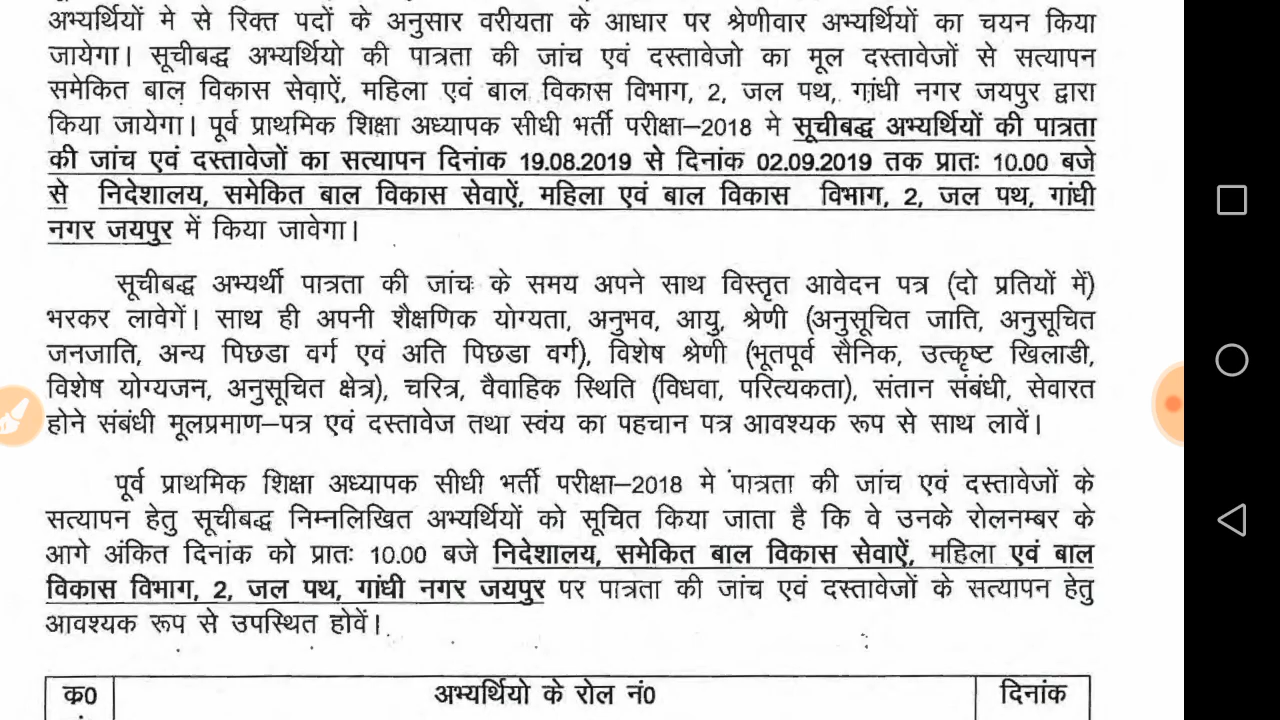 अभ्यर्थियों मे से रिक्त पदों के अनुसार वरीयता के आधार पर श्रेणीवार अभ्यर्थियों का चयन किया
जायेगा। सूचीबद्ध अभ्यर्थियो की पात्रता की जांच एवं दस्तावेजो का मूल दस्तावेजों से सत्यापन
समेकित बाल विकास सेवाऐं, महिला एवं बाल विकास विभाग, 2, जल पथ, गांधी नगर जयपुर द्वारा
किया जायेगा। पूर्व प्राथमिक शिक्षा अध्यापक सीधी भर्ती परीक्षा–2018 मे सूचीबद्ध अभ्यर्थियों की पात्रता
की जांच एवं दस्तावेजों का सत्यापन दिनांक 19.08.2019 से दिनांक 02.09.2019 तक प्रातः 10.00 बजे
से निदेशालय, समेकित बाल विकास सेवाऐं, महिला एवं बाल विकास विभाग, 2, जल पथ, गांधी
नगर जयपुर में किया जावेगा।
सूचीबद्ध अभ्यर्थी पात्रता की जांच के समय अपने साथ विस्तृत आवेदन पत्र (दो प्रतियों में)
भरकर लावेगें। साथ ही अपनी शैक्षणिक योग्यता, अनुभव, आयु, श्रेणी (अनुसूचित जाति, अनुसूचित
जनजाति, अन्य पिछडा वर्ग एवं अति पिछडा वर्ग), विशेष श्रेणी (भूतपूर्व सैनिक, उत्कृष्ट खिलाडी,
विशेष योग्यजन, अनुसूचित क्षेत्र), चरित्र, वैवाहिक स्थिति (विधवा, परित्यकता), संतान संबंधी, सेवारत
होने संबंधी मूलप्रमाण–पत्र एवं दस्तावेज तथा स्वंय का पहचान पत्र आवश्यक रूप से साथ लावें।
पूर्व प्राथमिक शिक्षा अध्यापक सीधी भर्ती परीक्षा–2018 मे पात्रता की जांच एवं दस्तावेजों के
सत्यापन हेतु सूचीबद्ध निम्नलिखित अभ्यर्थियों को सूचित किया जाता है कि वे उनके रोलनम्बर के
आगे अंकित दिनांक को प्रातः 10.00 बजे निदेशालय, समेकित बाल विकास सेवाऐं, महिला एवं बाल
विकास विभाग, 2, जल पथ, गांधी नगर जयपुर पर पात्रता की जांच एवं दस्तावेजों के सत्यापन हेतु
आवश्यक रूप से उपस्थित होवें।
क0 अभ्यर्थियो के रोल नं0 दिनांक